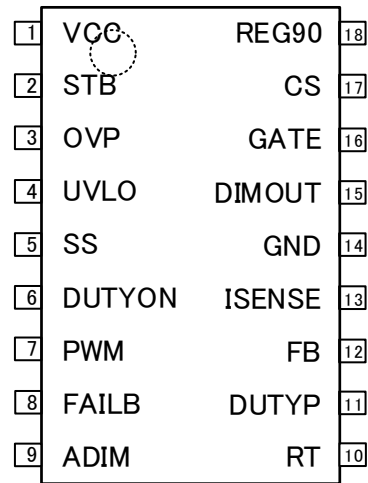 1 VCC REG90 18
2 STB CS 17
3 OVP GATE 16
4 UVLO DIMOUT 15
5 SS GND 14
6 DUTYON ISENSE 13
7 PWM FB 12
8 FAILB DUTYP 11
9 ADIM RT 10